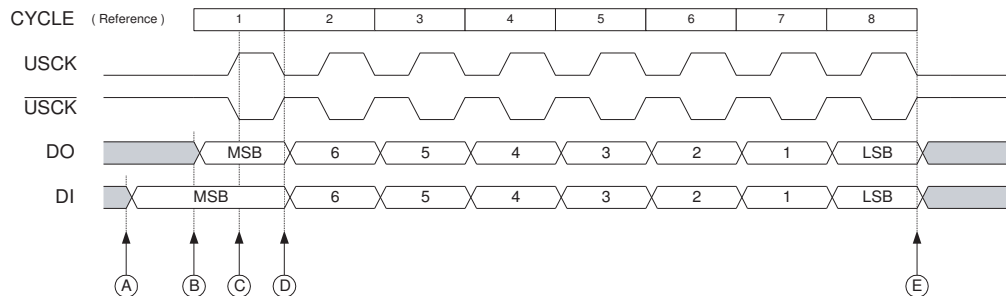 CYCLE ( Reference ) 1 2 3 4 5 6 7 8
USCK
USCK
DO MSB 6 5 4 3 2 1 LSB
DI MSB 6 5 4 3 2 1 LSB
A B C D E